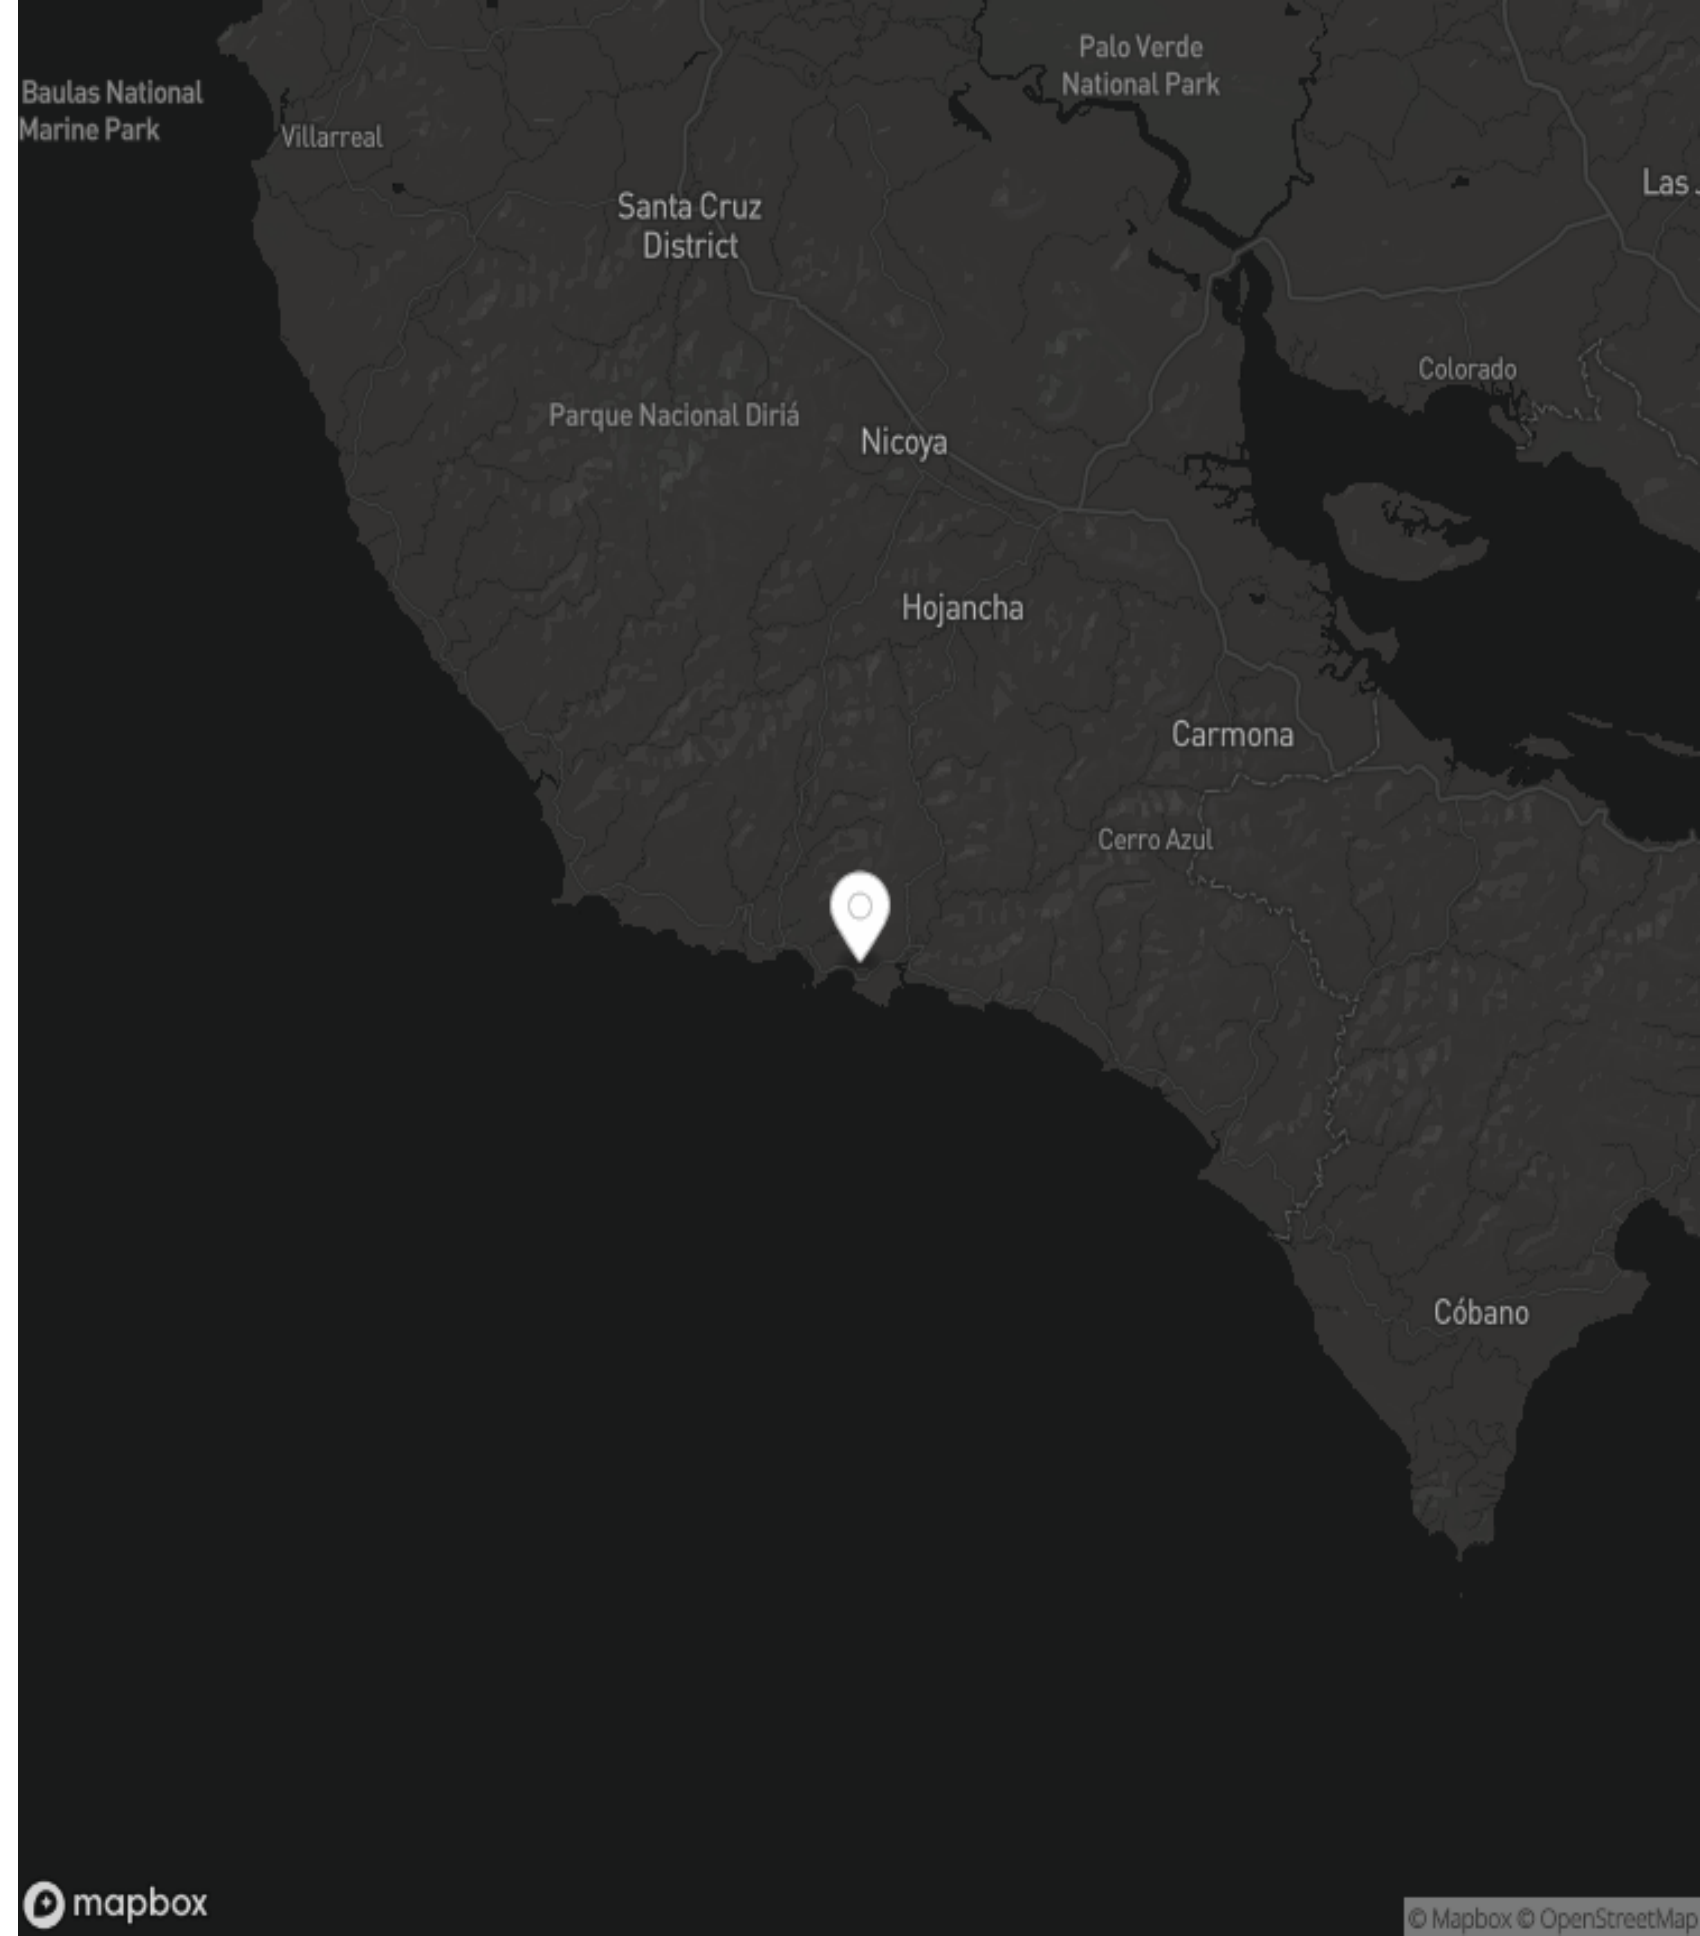 Palo Verde
National Park
Baulas National
Marine Park
Villarreal
Las
Santa Cruz
District
Colorado
Parque Nacional Diriá
Nicoya
Hojancha
Carmona
Cerro Azul
Cóbano
mapbox
© Mapbox © OpenStreetMap